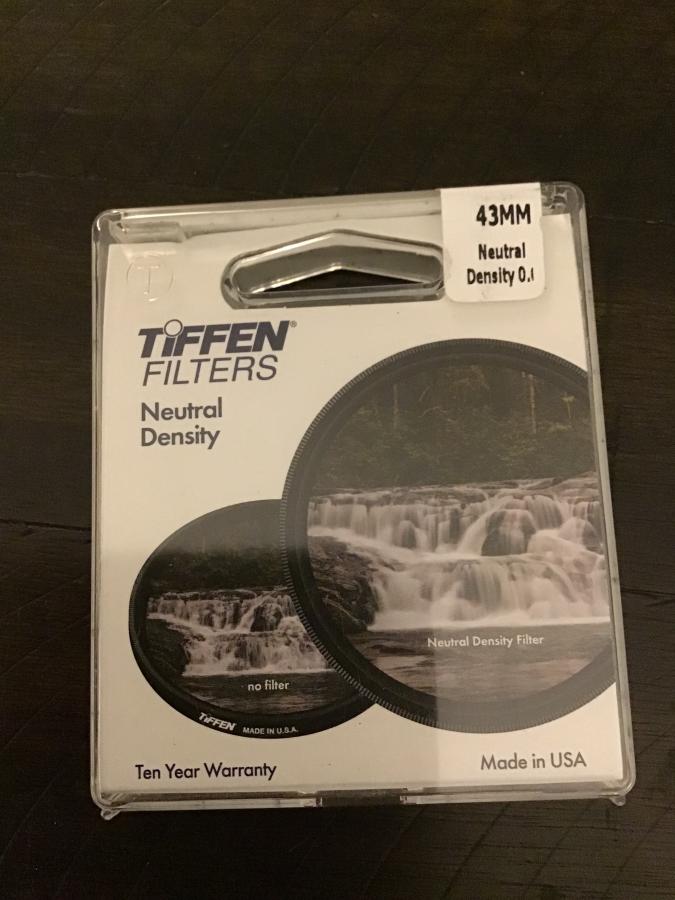 43MM
Neutral
Density
T
TIFFEN®
FILTERS
Neutral
Density
Neutral Density Filter
no filter
TIFFEN MADE IN U.S.A.
Ten Year Warranty
Made in USA